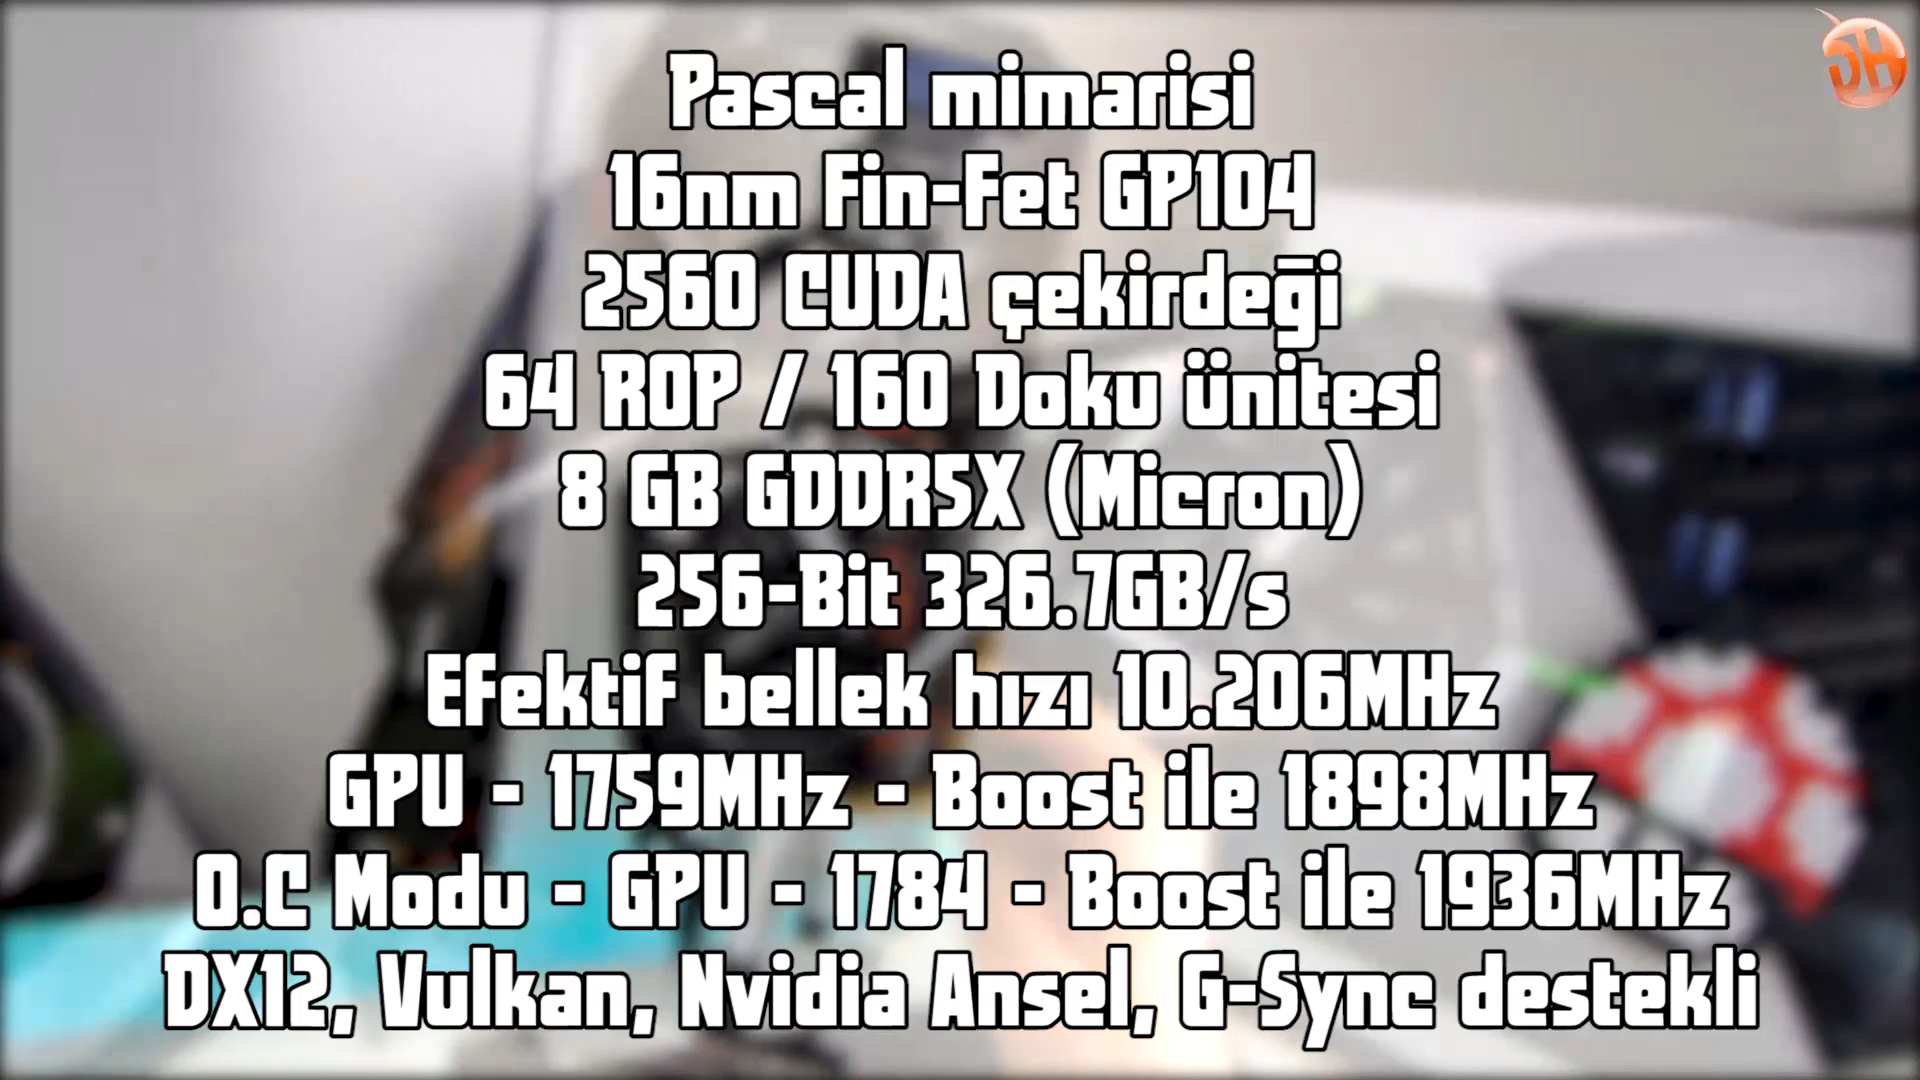 Pascal mimarisi
16nm Fin-Fet GP104
2560 CUDA çekirdeği
64 ROP / 160 Doku ünitesi
8 GB GDDR5X (Micron)
256-Bit 326.7GB/s
Efektif bellek hızı 10.206MHz
GPU - 1759MHz - Boost ile 1898MHz
O.C Modu - GPU - 1784 - Boost ile 1936MHz
DX12, Vulkan, Nvidia Ansel, G-Sync destekli